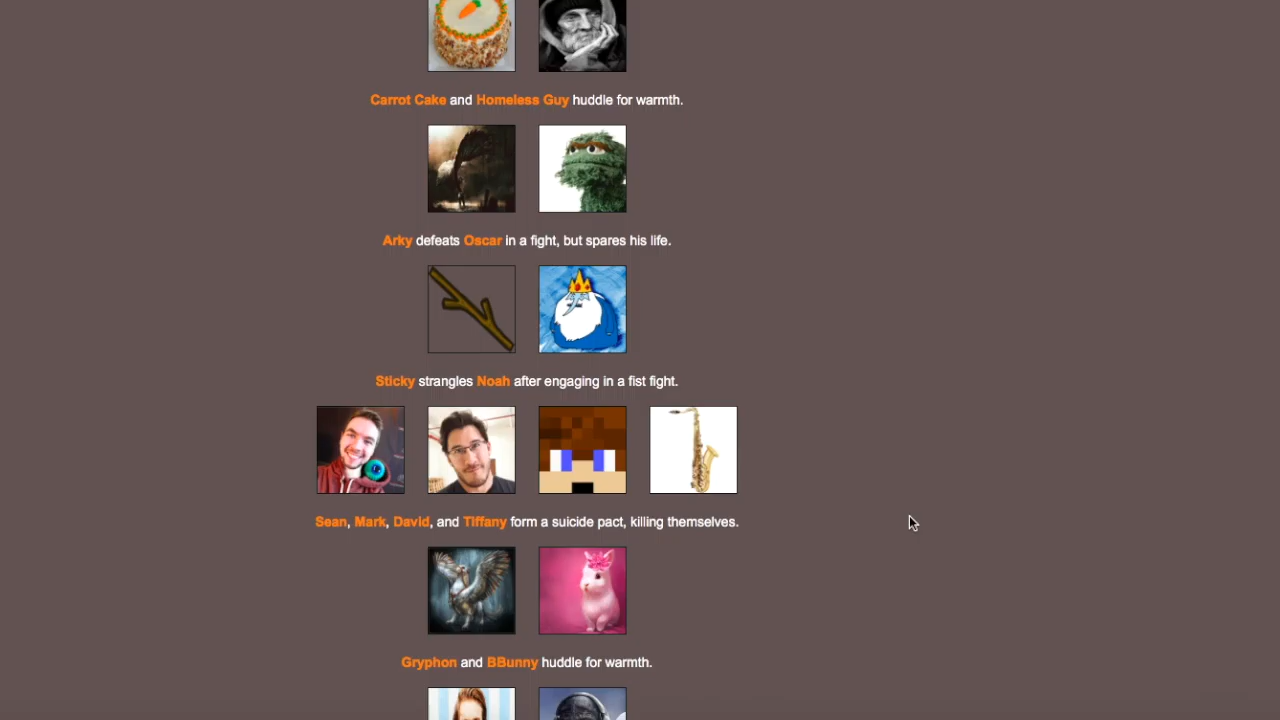 Carrot Cake and Homeless Guy huddle for warmth.
Arky defeats Oscar in a fight, but spares his life.
Sticky strangles Noah after engaging in a fist fight.
Sean, Mark, David, and Tiffany form a suicide pact, killing themselves.
Gryphon and BBunny huddle for warmth.